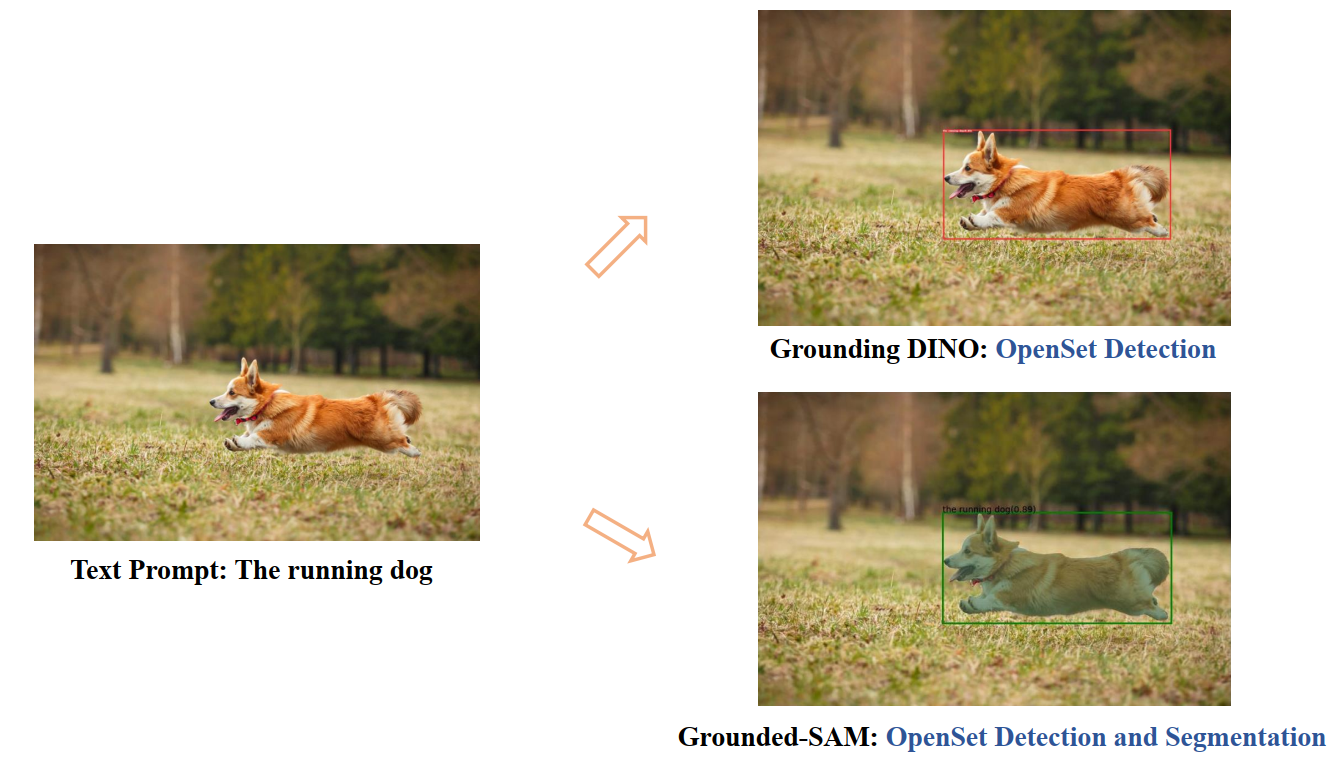 Grounding DINO: OpenSet Detection
Text Prompt: The running dog
the running dog(0.89)
Grounded-SAM: OpenSet Detection and Segmentation